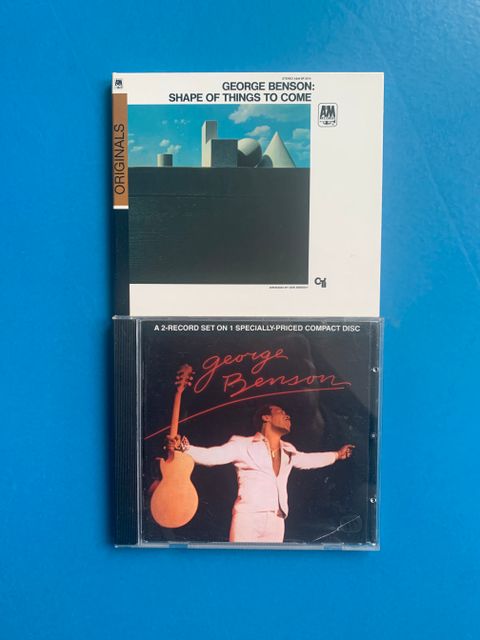 GEORGE BENSON:
SHAPE OF THINGS TO COME
A&M
ORIGINALS
CTi
A 2-RECORD SET ON 1 SPECIALLY-PRICED COMPACT DISC
george
Benson